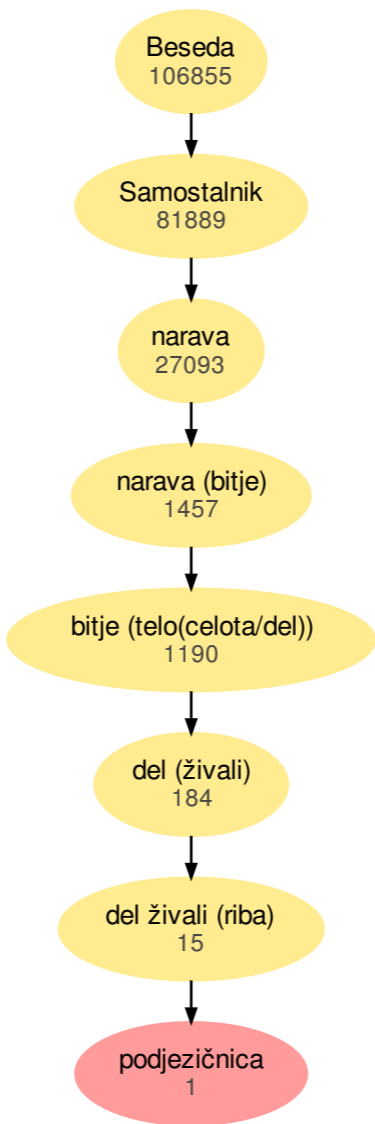 Beseda
106855
Samostalnik
81889
narava
27093
narava (bitje)
1457
bitje (telo(celota/del))
1190
del (živali)
184
del živali (riba)
15
podjezičnica
1